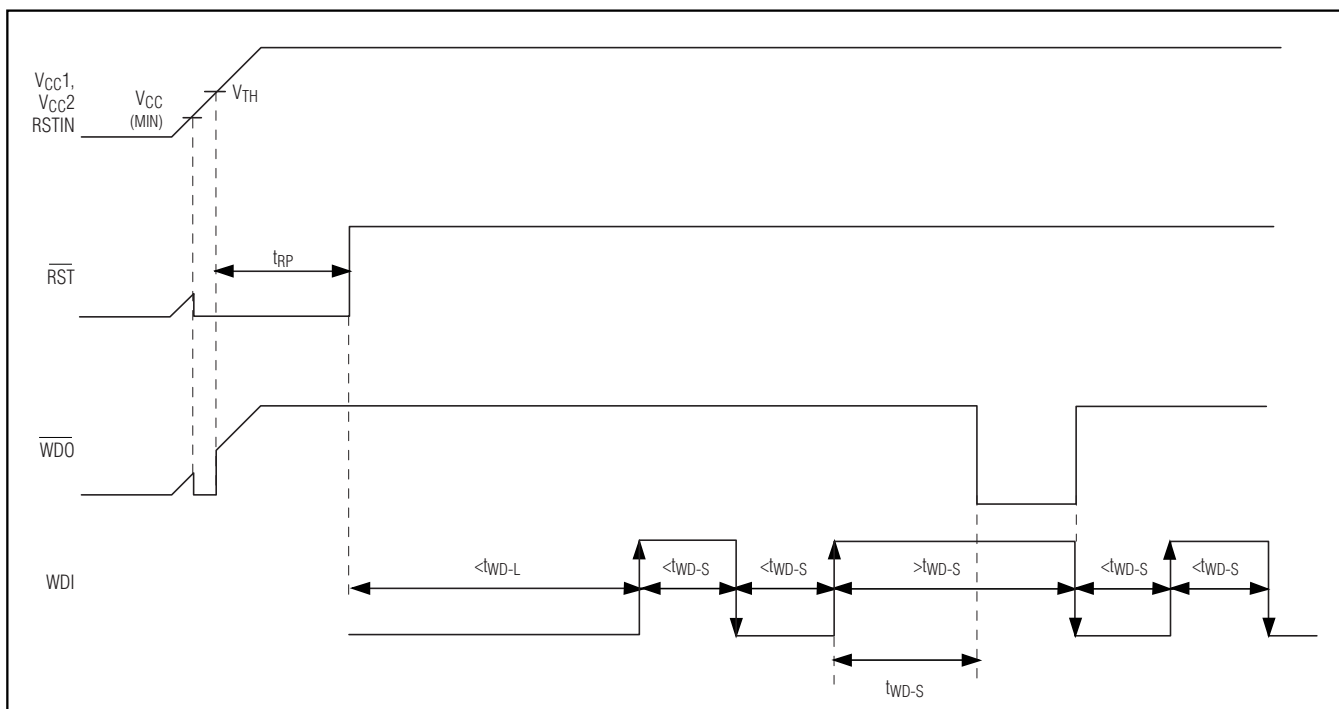 VCC1,
VCC2
RSTIN
VCC
(MIN)
VTH
RST
tRP
WDO
WDI
<tWD-L
<tWD-S
<tWD-S
>tWD-S
<tWD-S
<tWD-S
tWD-S